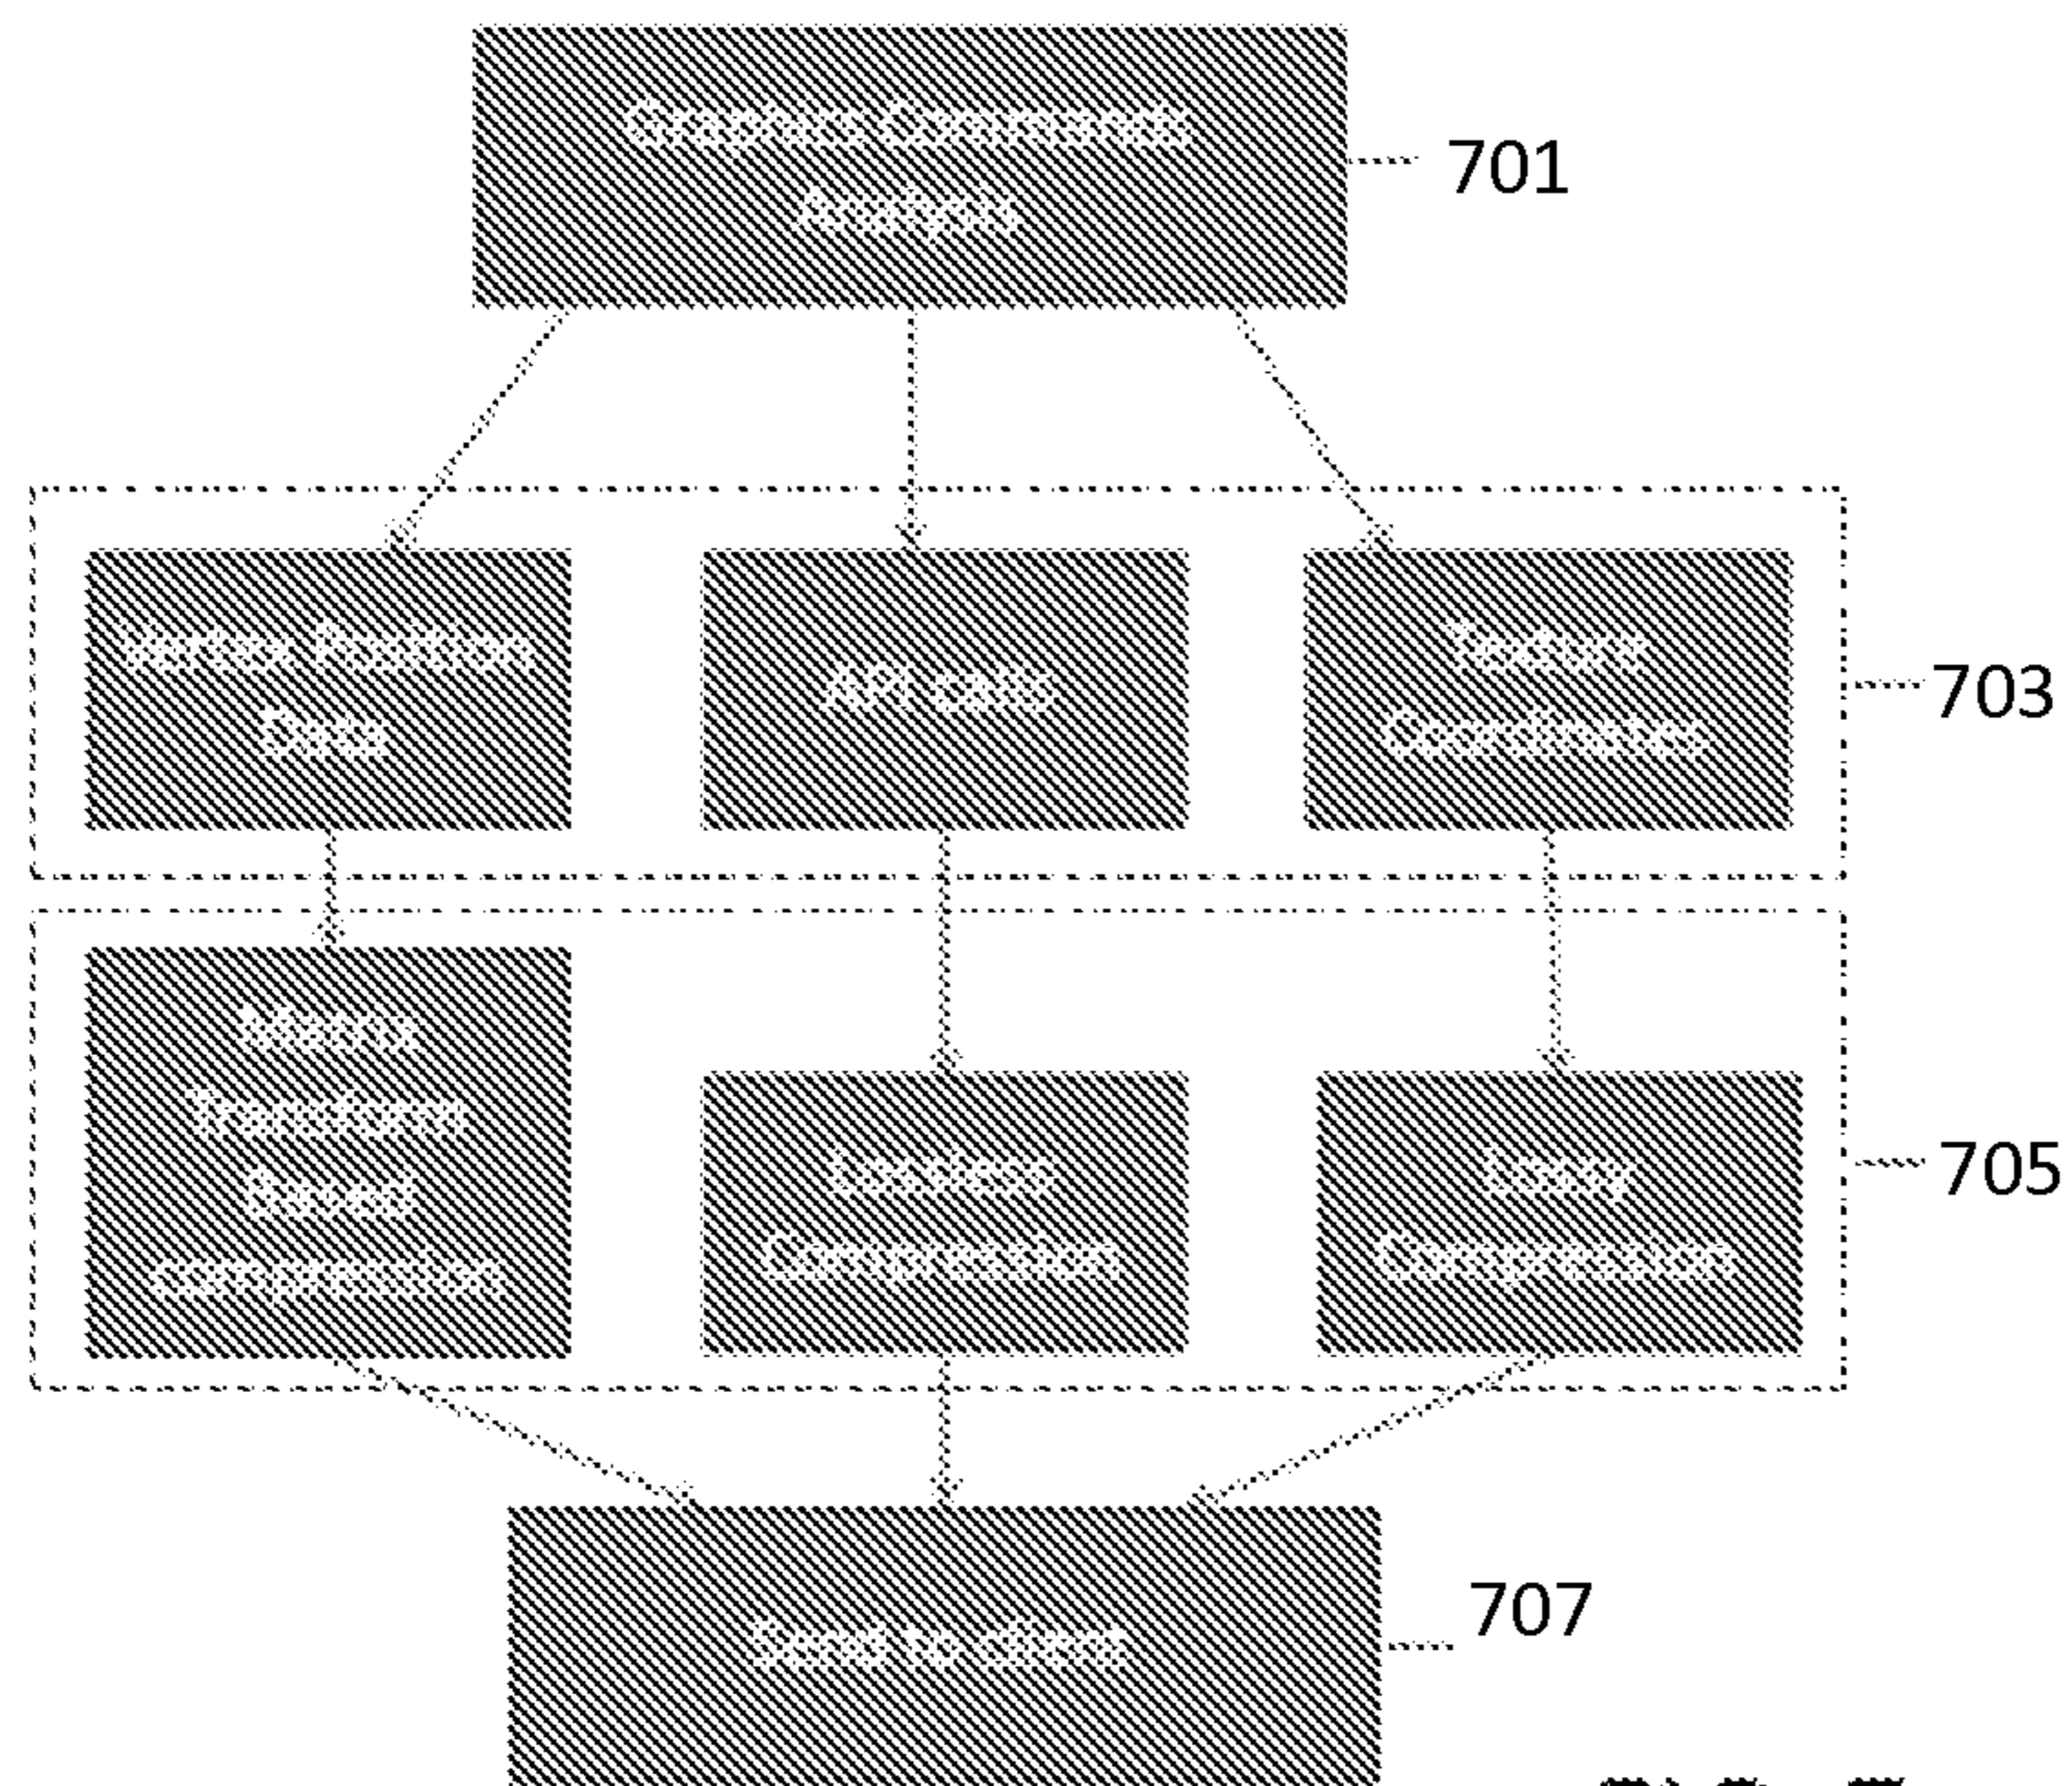 Graphics Commands
Analysis
701
Vertex Position
Data
API calls
Texture
Coordinates
703
Matrix
Transform
Based
compression
Lossless
Compression
Lossy
Compression
705
Send to client
707